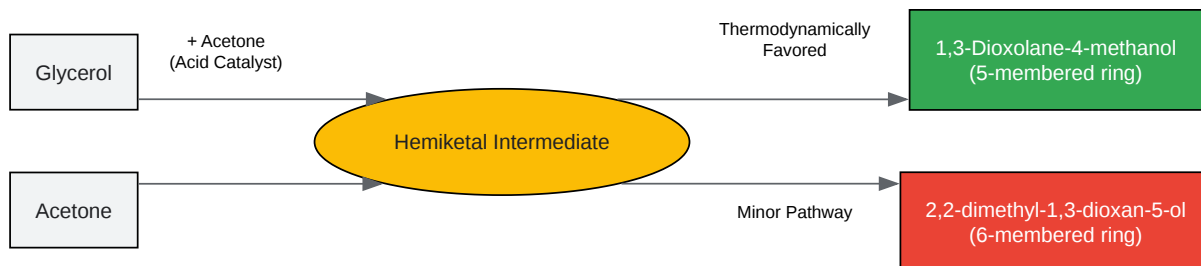 Glycerol
+ Acetone
(Acid Catalyst)
Hemiketal Intermediate
Thermodynamically
Favored
1,3-Dioxolane-4-methanol
(5-membered ring)
Acetone
Minor Pathway
2,2-dimethyl-1,3-dioxan-5-ol
(6-membered ring)